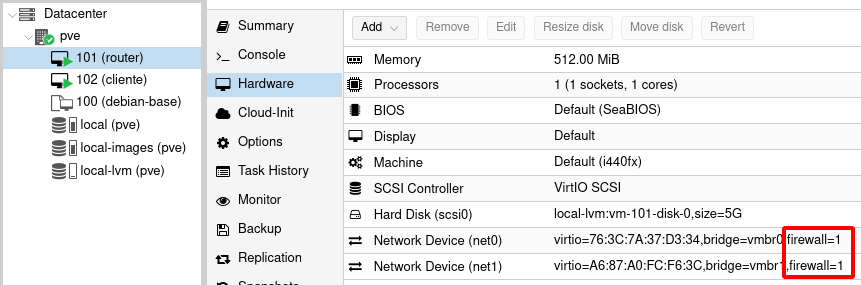 Datacenter
pve
101 (router)
102 (cliente)
100 (debian-base)
local (pve)
local-images (pve)
local-lvm (pve)
Summary
Console
Hardware
Cloud-Init
Options
Task History
Monitor
Backup
Replication
Snapshots
Add Remove Edit Resize disk Move disk Revert
Memory 512.00 MiB
Processors 1 (1 sockets, 1 cores)
BIOS Default (SeaBIOS)
Display Default
Machine Default (i440fx)
SCSI Controller VirtIO SCSI
Hard Disk (scsi0) local-lvm:vm-101-disk-0,size=5G
Network Device (net0) virtio=76:3C:7A:37:D3:34,bridge=vmbr0,firewall=1
Network Device (net1) virtio=A6:87:A0:FC:F6:3C,bridge=vmbr1,firewall=1